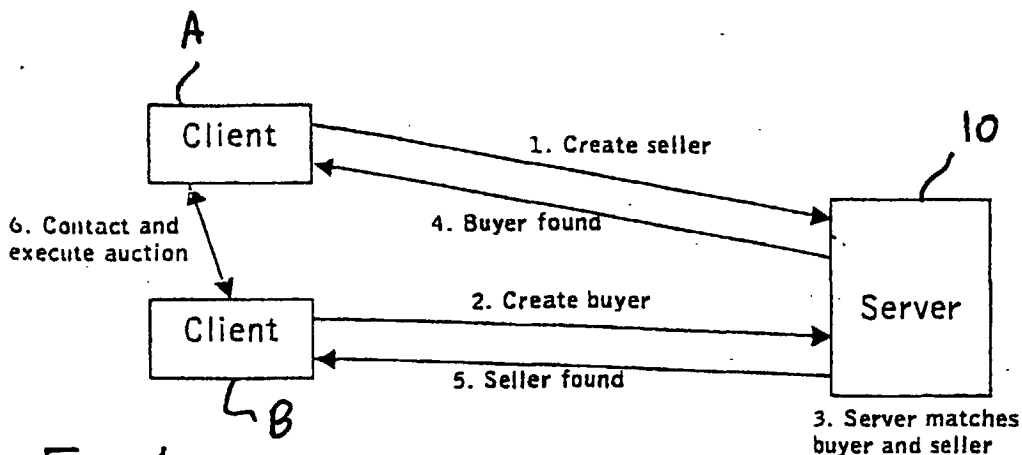 A
Client
10
1. Create seller
4. Buyer found
6. Contact and
execute auction
Client
2. Create buyer
Server
5. Seller found
B
3. Server matches
buyer and seller